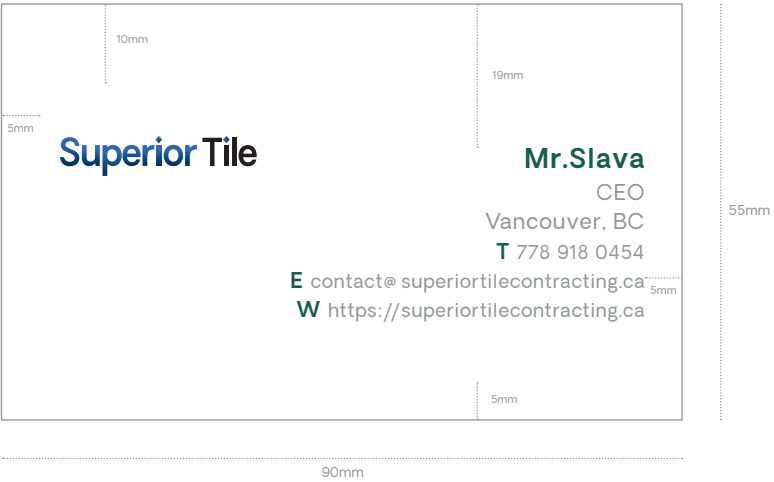 10mm
19mm
5mm
Superior Tile
Mr.Slava
CEO
Vancouver, BC
T 778 918 0454
E contact@ superiortilecontracting.ca
W https://superiortilecontracting.ca
5mm
55mm
5mm
90mm